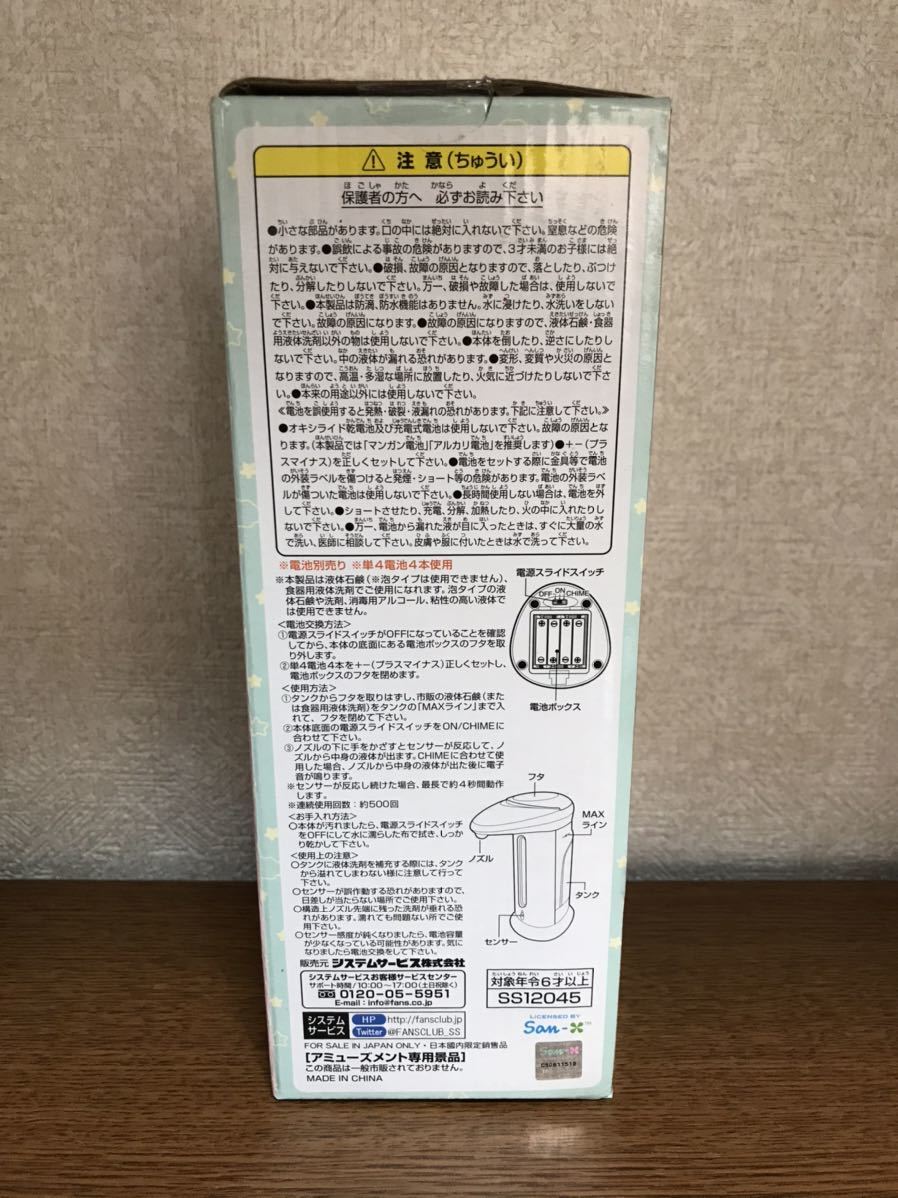 ⚠ 注意(ちゅうい)
保護者の方へ 必ずお読み下さい
●小さな部品があります。口の中には絶対に入れないで下さい。窒息などの危険
があります。●誤飲による事故の危険がありますので、3才未満のお子様には絶
対に与えないで下さい。●破損、故障の原因となりますので、落としたり、ぶつけ
たり、分解したりしないで下さい。万一、破損や故障した場合は、使用しないで
下さい。●本製品は防滴、防水機能はありません。水に浸けたり、水洗いをしない
で下さい。故障の原因になります。●故障の原因になりますので、液体石鹸・食器
用液体洗剤以外の物は使用しないで下さい。●本体を倒したり、逆さにしたりし
ないで下さい。中の液体が漏れる恐れがあります。●変形、変質や火災の原因と
なりますので、高温・多湿な場所に放置したり、火気に近づけたりしないで下さ
い。●本来の用途以外には使用しないで下さい。
≪電池を誤使用すると発熱・破裂・液漏れの恐れがあります。下記に注意して下さい。≫
●オキシライド乾電池及び充電式電池は使用しないで下さい。故障の原因とな
ります。(本製品では「マンガン電池」「アルカリ電池」を推奨します)●+-(プラ
スマイナス)を正しくセットして下さい。●電池をセットする際に金具等で電池
の外装ラベルを傷つけると発煙・ショート等の危険があります。電池の外装ラベ
ルが傷ついた電池は使用しないで下さい。●長時間使用しない場合は、電池を外
して下さい。●ショートさせたり、充電、分解、加熱したり、火の中に入れたりし
ないで下さい。●万一、電池から漏れた液が目に入ったときは、すぐに大量の水
で洗い、医師に相談して下さい。皮膚や服に付いたときは水で洗って下さい。
※電池別売り ※単4電池4本使用
※本製品は液体石鹸(※泡タイプは使用できません)、
食器用液体洗剤でご使用になれます。泡タイプの液
体石鹸や洗剤、消毒用アルコール、粘性の高い液体で
は使用できません。
<電池交換方法>
①電源スライドスイッチがOFFになっていることを確認
してから、本体の底面にある電池ボックスのフタを取
り外します。
②単4電池4本を+-(プラスマイナス)正しくセットし、
電池ボックスのフタを閉めます。
<使用方法>
①タンクからフタを取りはずし、市販の液体石鹸(また
は食器用液体洗剤)をタンクの「MAXライン」まで入
れて、フタを閉めて下さい。
②本体底面の電源スライドスイッチをON/CHIMEに
合わせて下さい。
③ノズルの下に手をかざすとセンサーが反応して、ノ
ズルから中身の液体が出ます。CHIMEに合わせて使
用した場合、ノズルから中身の液体が出た後に電子
音が鳴ります。
※センサーが反応し続けた場合、最長で約4秒間動作
します。
※連続使用回数:約500回
<お手入れ方法>
○本体が汚れましたら、電源スライドスイッチ
をOFFにして水に濡らした布で拭き、しっか
り乾かして下さい。
<使用上の注意>
○タンクに液体洗剤を補充する際には、タンク
から溢れてしまわない様に注意して行って
下さい。
○センサーが誤作動する恐れがありますので、
日差しが当たらない場所でご使用下さい。
○構造上ノズル先端に残った洗剤が垂れる恐
れがあります。濡れても問題ない所でご使
用下さい。
○センサー感度が鈍くなりましたら、電池容量
が少なくなっている可能性があります。気に
なりましたら電池交換をして下さい。
電源スライドスイッチ
OFF ON CHIME
電池ボックス
フタ
MAX
ライン
ノズル
タンク
センサー
販売元 システムサービス株式会社
システムサービスお客様サービスセンター
サポート時間/10:00〜17:00(土日祝除く)
0120-05-5951
E-mail:info@fans.co.jp
システム
サービス
HP http://fansclub.jp
Twitter @FANSCLUB_SS
FOR SALE IN JAPAN ONLY・日本國内限定銷售品
[アミューズメント専用景品]
この商品は一般市販されておりません。
MADE IN CHINA
対象年令6才以上
SS12045
LICENSED BY
San-X™